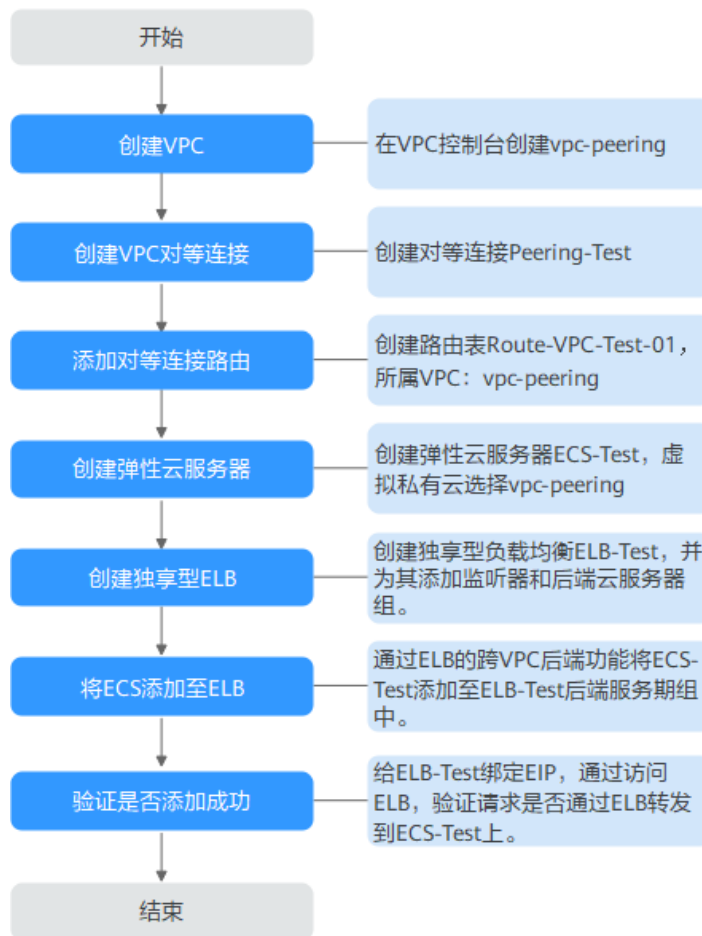 开始
创建VPC
在VPC控制台创建vpc-peering
创建VPC对等连接
创建对等连接Peering-Test
添加对等连接路由
创建路由表Route-VPC-Test-01，
所属VPC：vpc-peering
创建弹性云服务器
创建弹性云服务器ECS-Test，虚
拟私有云选择vpc-peering
创建独享型ELB
创建独享型负载均衡ELB-Test，并
为其添加监听器和后端云服务器
组。
将ECS添加至ELB
通过ELB的跨VPC后端功能将ECS-
Test添加至ELB-Test后端服务期组
中。
验证是否添加成功
给ELB-Test绑定EIP，通过访问
ELB，验证请求是否通过ELB转发
到ECS-Test上。
结束